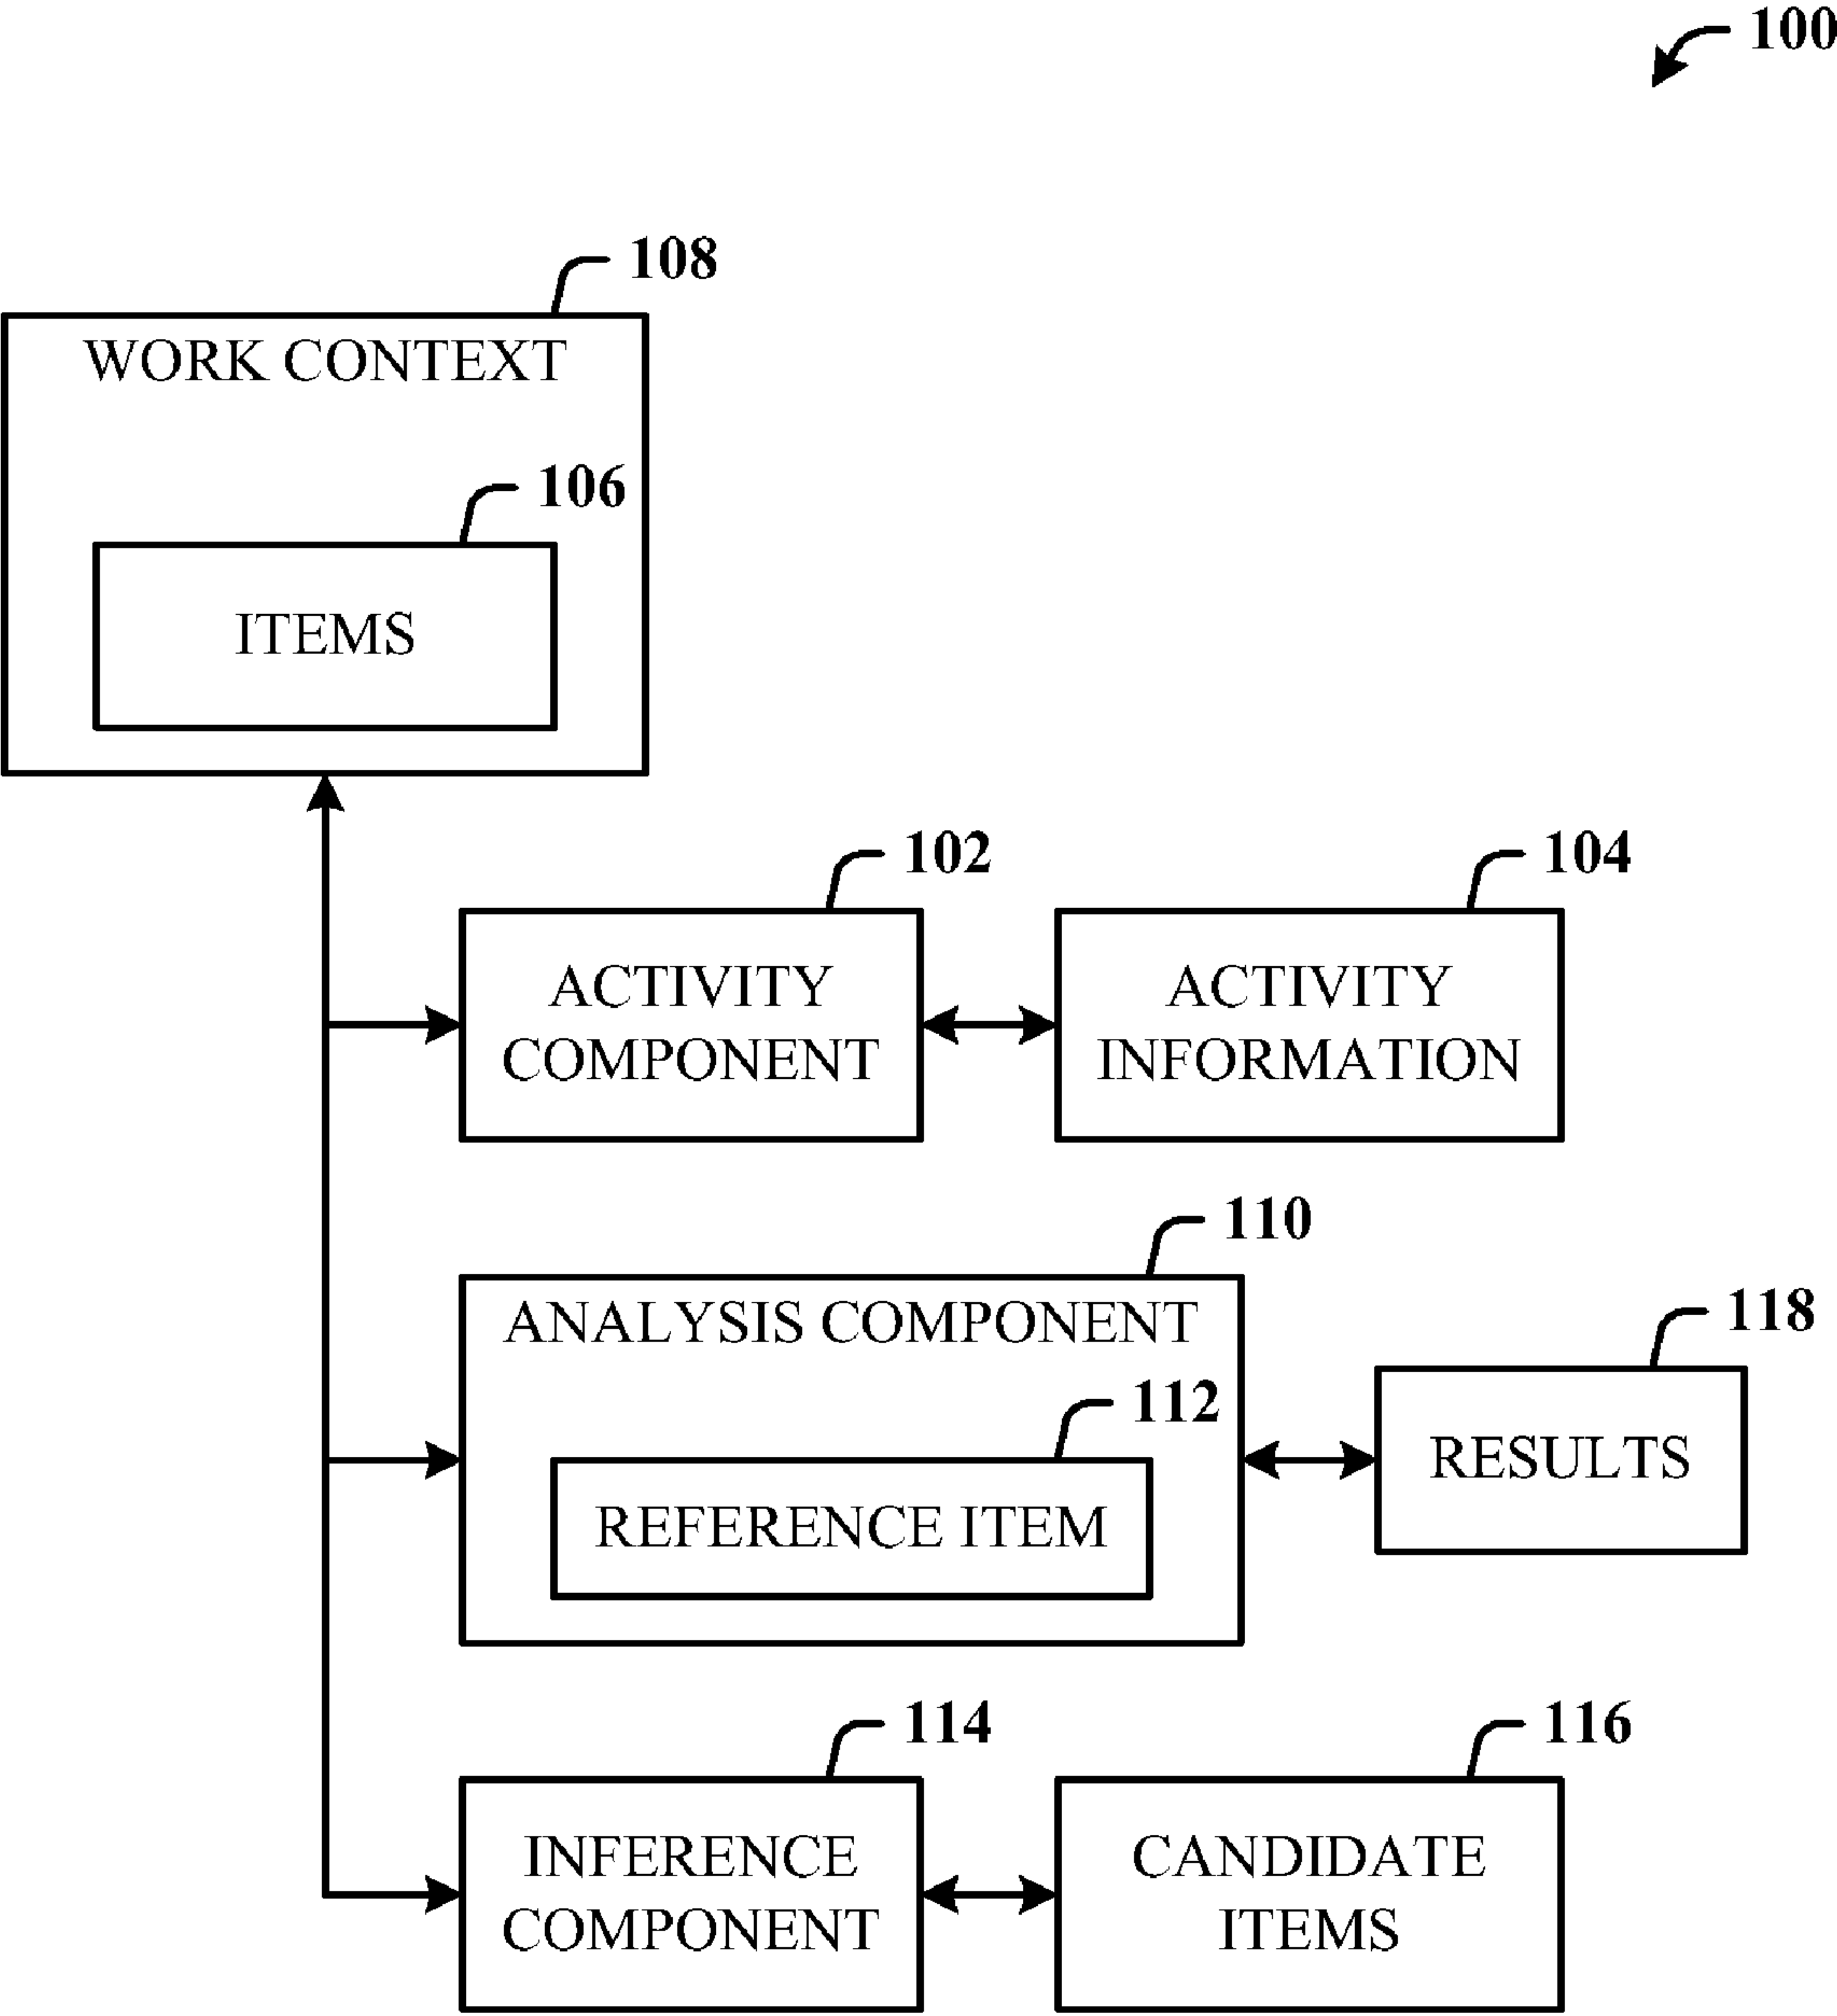 100
108
WORK CONTEXT
106
ITEMS
102
104
ACTIVITY
COMPONENT
ACTIVITY
INFORMATION
110
ANALYSIS COMPONENT
118
112
RESULTS
REFERENCE ITEM
114
116
INFERENCE
COMPONENT
CANDIDATE
ITEMS